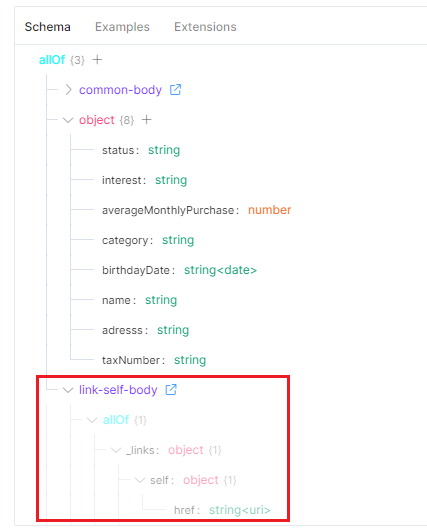 Schema Examples Extensions
allOf {3} +
common-body
object {8} +
status: string
interest: string
averageMonthlyPurchase: number
category: string
birthdayDate: string<date>
name: string
adresss: string
taxNumber: string
link-self-body
allOf {1}
_links: object {1}
self: object {1}
href: string<uri>